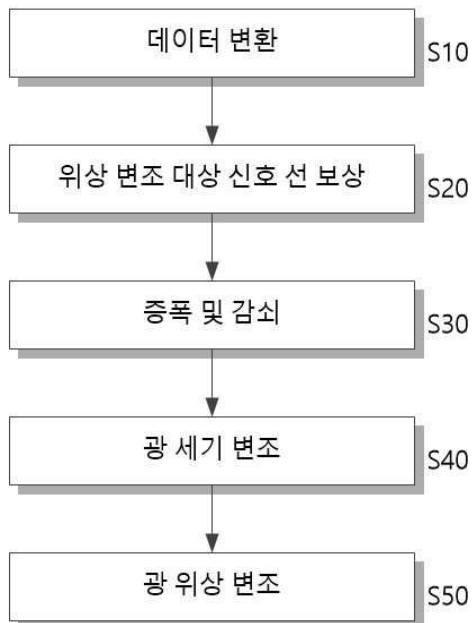 데이터 변환
S10
위상 변조 대상 신호 선 보상
S20
증폭 및 감쇠
S30
광 세기 변조
S40
광 위상 변조
S50